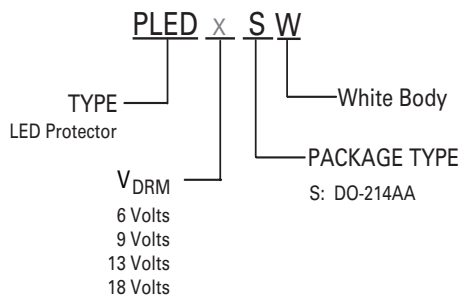 PLED x S W
White Body
TYPE
LED Protector
PACKAGE TYPE
S: DO-214AA
VDRM
6 Volts
9 Volts
13 Volts
18 Volts